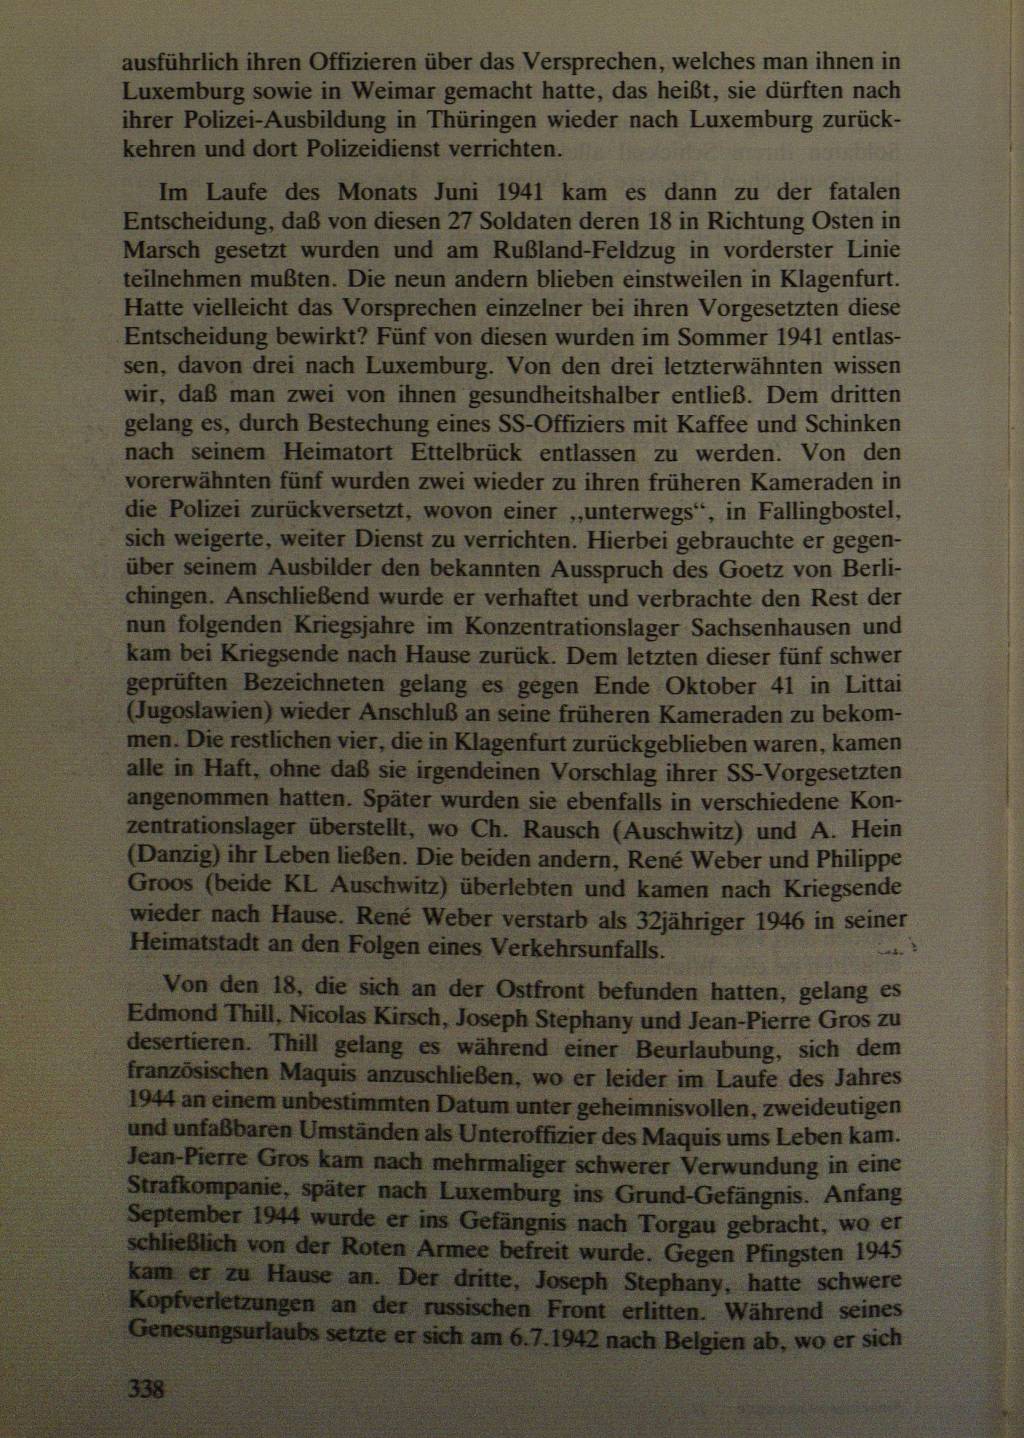 ausführlich ihren Offizieren über das Versprechen, welches man ihnen in
Luxemburg sowie in Weimar gemacht hatte, das heißt, sie dürften nach
ihrer Polizei-Ausbildung in Thüringen wieder nach Luxemburg zurück-
kehren und dort Polizeidienst verrichten.
Im Laufe des Monats Juni 1941 kam es dann zu der fatalen
Entscheidung, daß von diesen 27 Soldaten deren 18 in Richtung Osten in
Marsch gesetzt wurden und am Rußland-Feldzug in vorderster Linie
teilnehmen mußten. Die neun andern blieben einstweilen in Klagenfurt.
Hatte vielleicht das Vorsprechen einzelner bei ihren Vorgesetzten diese
Entscheidung bewirkt? Fünf von diesen wurden im Sommer 1941 entlas-
sen, davon drei nach Luxemburg. Von den drei letzterwähnten wissen
wir, daß man zwei von ihnen gesundheitshalber entließ. Dem dritten
gelang es, durch Bestechung eines SS-Offiziers mit Kaffee und Schinken
nach seinem Heimatort Ettelbrück entlassen zu werden. Von den
vorerwähnten fünf wurden zwei wieder zu ihren früheren Kameraden in
die Polizei zurückversetzt, wovon einer „unterwegs“, in Fallingbostel,
sich weigerte, weiter Dienst zu verrichten. Hierbei gebrauchte er gegen-
über seinem Ausbilder den bekannten Ausspruch des Goetz von Berli-
chingen. Anschließend wurde er verhaftet und verbrachte den Rest der
nun folgenden Kriegsjahre im Konzentrationslager Sachsenhausen und
kam bei Kriegsende nach Hause zurück. Dem letzten dieser fünf schwer
geprüften Bezeichneten gelang es gegen Ende Oktober 41 in Littai
(Jugoslawien) wieder Anschluß an seine früheren Kameraden zu bekom-
men. Die restlichen vier, die in Klagenfurt zurückgeblieben waren, kamen
alle in Haft, ohne daß sie irgendeinen Vorschlag ihrer SS-Vorgesetzten
angenommen hatten. Später wurden sie ebenfalls in verschiedene Kon-
zentrationslager überstellt, wo Ch. Rausch (Auschwitz) und A. Hein
(Danzig) ihr Leben ließen. Die beiden andern, René Weber und Philippe
Groos (beide KL Auschwitz) überlebten und kamen nach Kriegsende
wieder nach Hause. René Weber verstarb als 32jähriger 1946 in seiner
Heimatstadt an den Folgen eines Verkehrsunfalls.
Von den 18, die sich an der Ostfront befunden hatten, gelang es
Edmond Thill, Nicolas Kirsch, Joseph Stephany und Jean-Pierre Gros zu
desertieren. Thill gelang es während einer Beurlaubung, sich dem
französischen Maquis anzuschließen, wo er leider im Laufe des Jahres
1944 an einem unbestimmten Datum unter geheimnisvollen, zweideutigen
und unfaßbaren Umständen als Unteroffizier des Maquis ums Leben kam.
Jean-Pierre Gros kam nach mehrmaliger schwerer Verwundung in eine
Strafkompanie, später nach Luxemburg ins Grund-Gefängnis. Anfang
September 1944 wurde er ins Gefängnis nach Torgau gebracht, wo er
schließlich von der Roten Armee befreit wurde. Gegen Pfingsten 1945
kam er zu Hause an. Der dritte, Joseph Stephany, hatte schwere
Kopfverletzungen an der russischen Front erlitten. Während seines
Genesungsurlaubs setzte er sich am 6.7.1942 nach Belgien ab, wo er sich
338